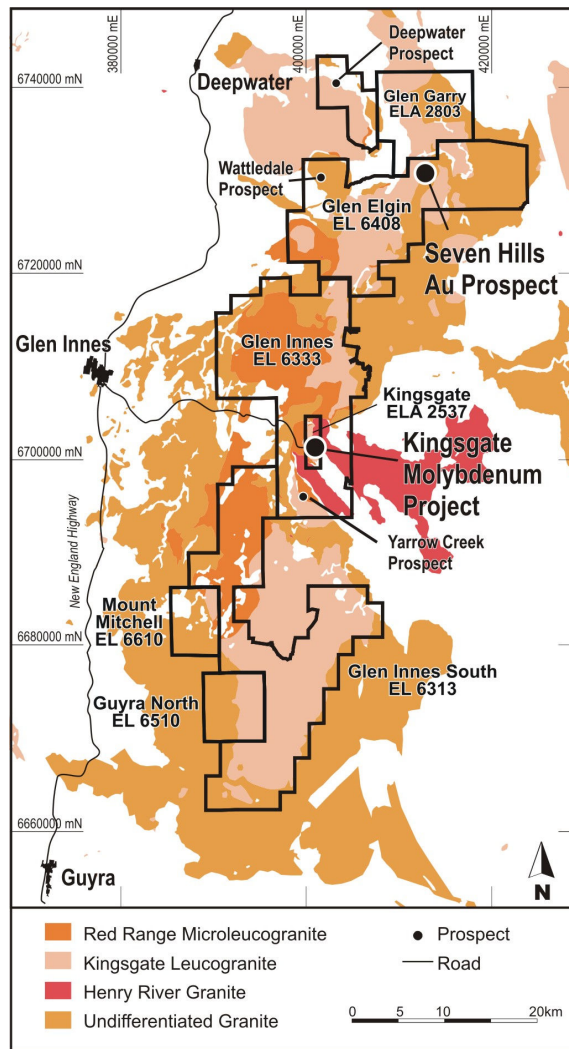 380000 mE
400000 mE
420000 mE
6740000 mN
Deepwater
Deepwater
Prospect
Glen Garry
ELA 2803
Wattledale
Prospect
Glen Elgin
EL 6408
Seven Hills
Au Prospect
6720000 mN
Glen Innes
Glen Innes
EL 6333
Kingsgate
ELA 2537
6700000 mN
Kingsgate
Molybdenum
Project
Yarrow Creek
Prospect
New England Highway
Mount
Mitchell
EL 6610
6680000 mN
Guyra North
EL 6510
Glen Innes South
EL 6313
6660000 mN
Guyra
N
Red Range Microleucogranite
Kingsgate Leucogranite
Henry River Granite
Undifferentiated Granite
Prospect
Road
0 5 10 20km